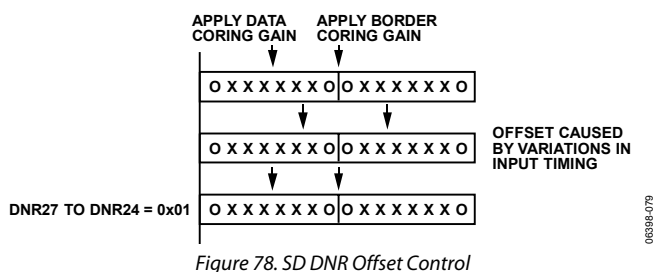 APPLY DATA
CORING GAIN
APPLY BORDER
CORING GAIN
O X X X X X X O O X X X X X X O
O X X X X X X O O X X X X X X O
OFFSET CAUSED
BY VARIATIONS IN
INPUT TIMING
DNR27 TO DNR24 = 0x01
O X X X X X X O O X X X X X X O
06398-079
Figure 78. SD DNR Offset Control